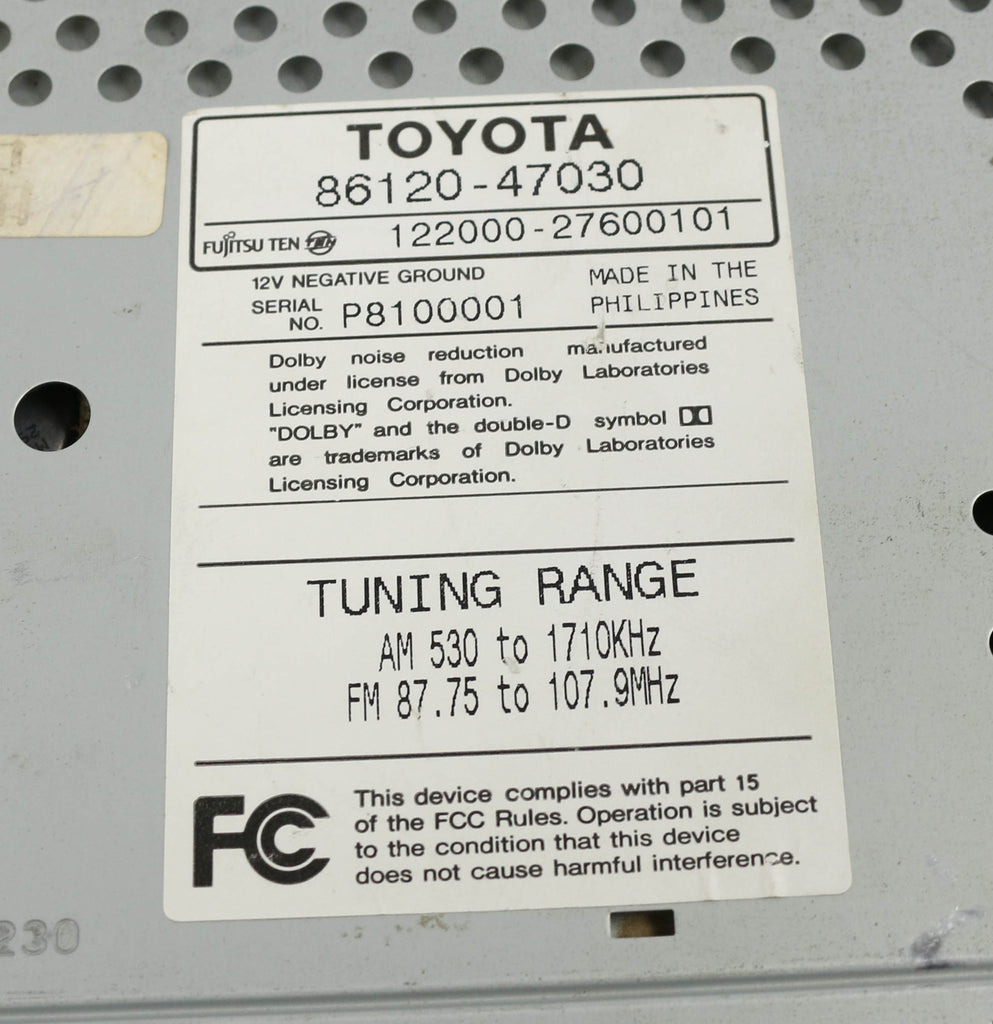 TOYOTA
86120-47030
FUJITSU TEN TEN 122000-27600101
12V NEGATIVE GROUND
SERIAL NO. P8100001
MADE IN THE PHILIPPINES
Dolby noise reduction manufactured
under license from Dolby Laboratories
Licensing Corporation.
"DOLBY" and the double-D symbol
are trademarks of Dolby Laboratories
Licensing Corporation.
TUNING RANGE
AM 530 to 1710KHz
FM 87.75 to 107.9MHz
FC
This device complies with part 15
of the FCC Rules. Operation is subject
to the condition that this device
does not cause harmful interference.
230